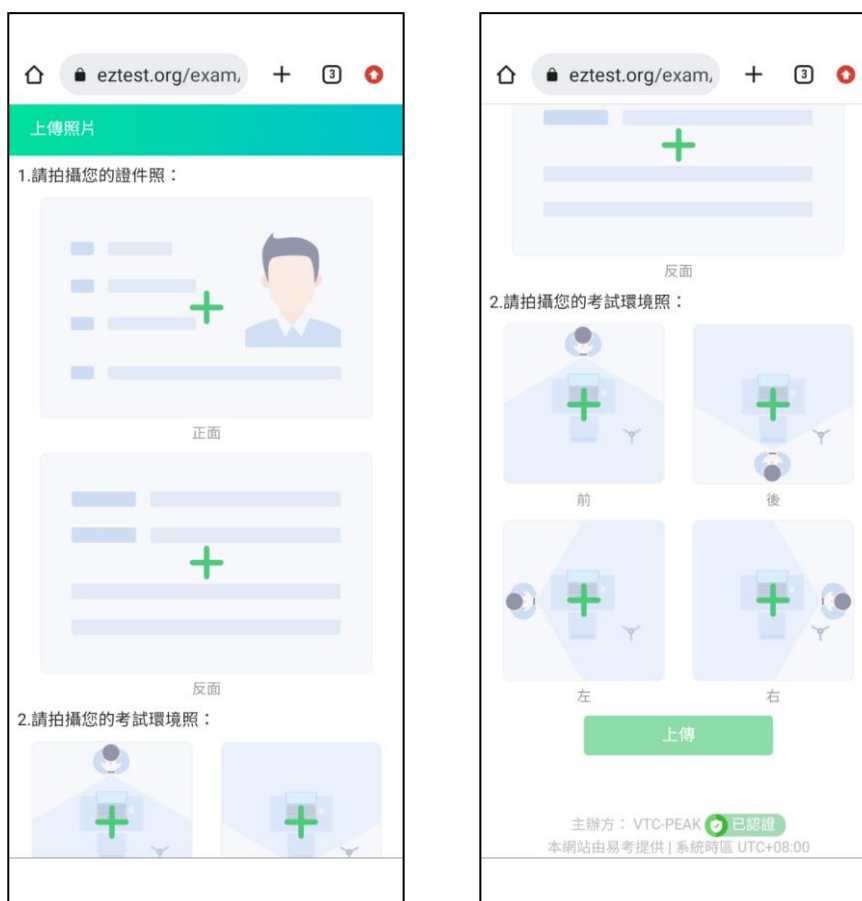 eztest.org/exam,
3
上傳照片
1.請拍攝您的證件照：
正面
反面
2.請拍攝您的考試環境照：
eztest.org/exam,
3
反面
2.請拍攝您的考試環境照：
前
後
左
右
上傳
主辦方： VTC-PEAK 已認證
本網站由易考提供 | 系統時區 UTC+08:00